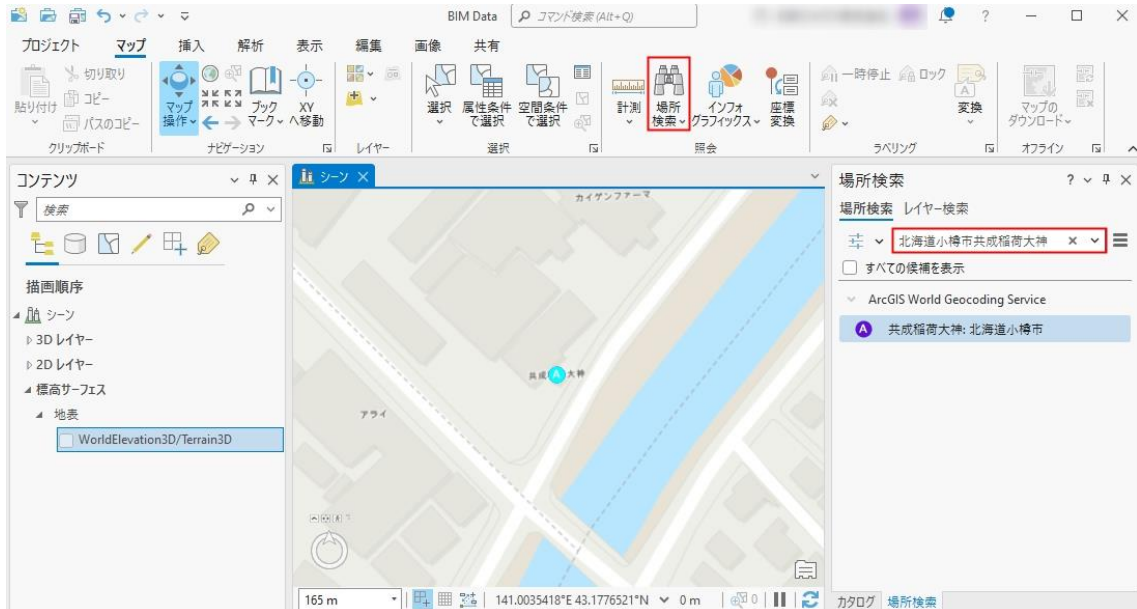 BIM Data
コマンド検索 (Alt+Q)
?
プロジェクト マップ 挿入 解析 表示 編集 画像 共有
貼り付け
切り取り
コピー
パスのコピー
クリップボード
マップ操作
ブックマーク
XYへ移動
ナビゲーション
レイヤー
選択
属性条件で選択
空間条件で選択
選択
計測
場所検索
インフォグラフィックス
座標変換
照会
一時停止
ロック
変換
ラベリング
マップのダウンロード
オフライン
コンテンツ
検索
描画順序
シーン
3D レイヤー
2D レイヤー
標高サーフェス
地表
WorldElevation3D/Terrain3D
シーン
カイゲンファーマ
共成 A 大神
アライ
165 m
141.0035418°E 43.1776521°N
0 m
0
場所検索
?
場所検索 レイヤー検索
北海道小樽市共成稲荷大神
すべての候補を表示
ArcGIS World Geocoding Service
A 共成稲荷大神: 北海道小樽市
カタログ 場所検索